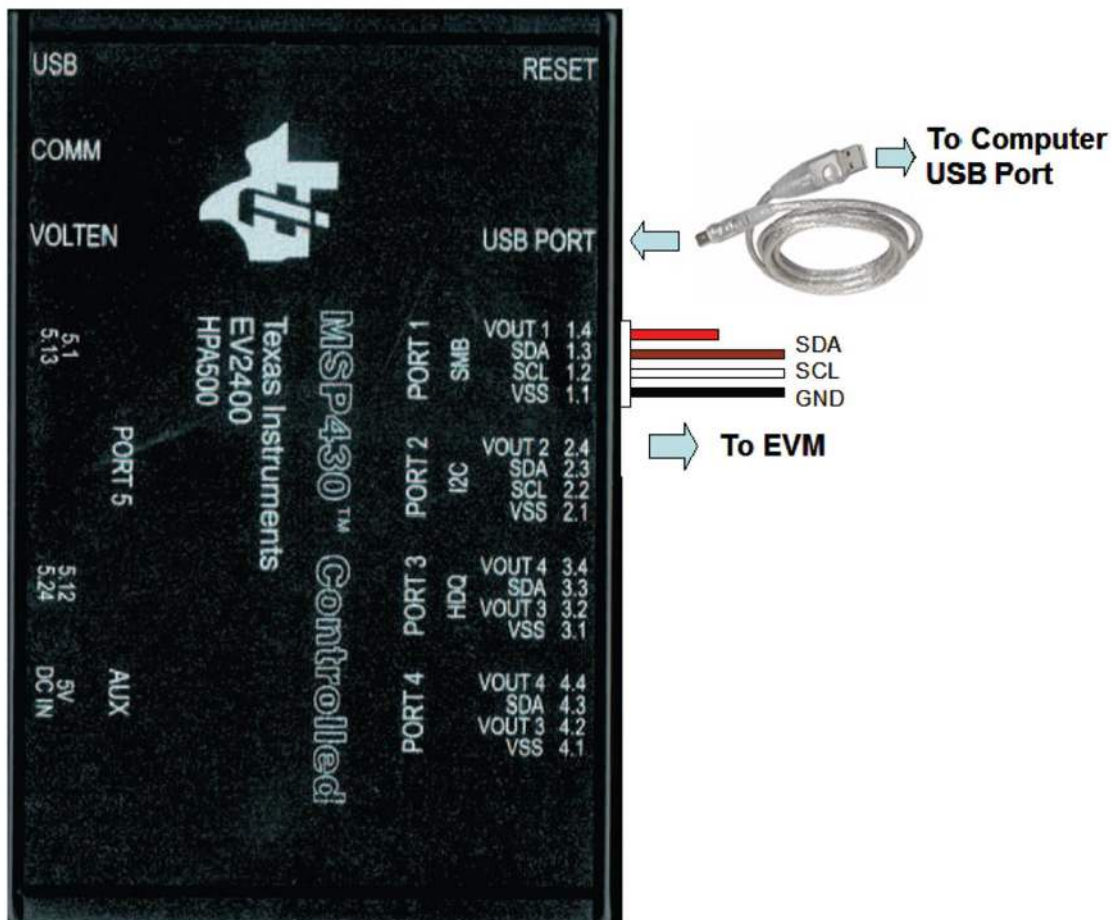 USB
RESET
COMM
VOLTEN
USB PORT
To Computer
USB Port
5.1
5.13
PORT 5
5.12
5.24
AUX
5V
DC IN
Texas Instruments
EV2400
HPA500
MSP430™ Controlled
PORT 1
SMB
VOUT 1 1.4
SDA 1.3
SCL 1.2
VSS 1.1
SDA
SCL
GND
To EVM
PORT 2
I2C
VOUT 2 2.4
SDA 2.3
SCL 2.2
VSS 2.1
PORT 3
HDQ
VOUT 4 3.4
SDA 3.3
VOUT 3 3.2
VSS 3.1
PORT 4
VOUT 4 4.4
SDA 4.3
VOUT 3 4.2
VSS 4.1